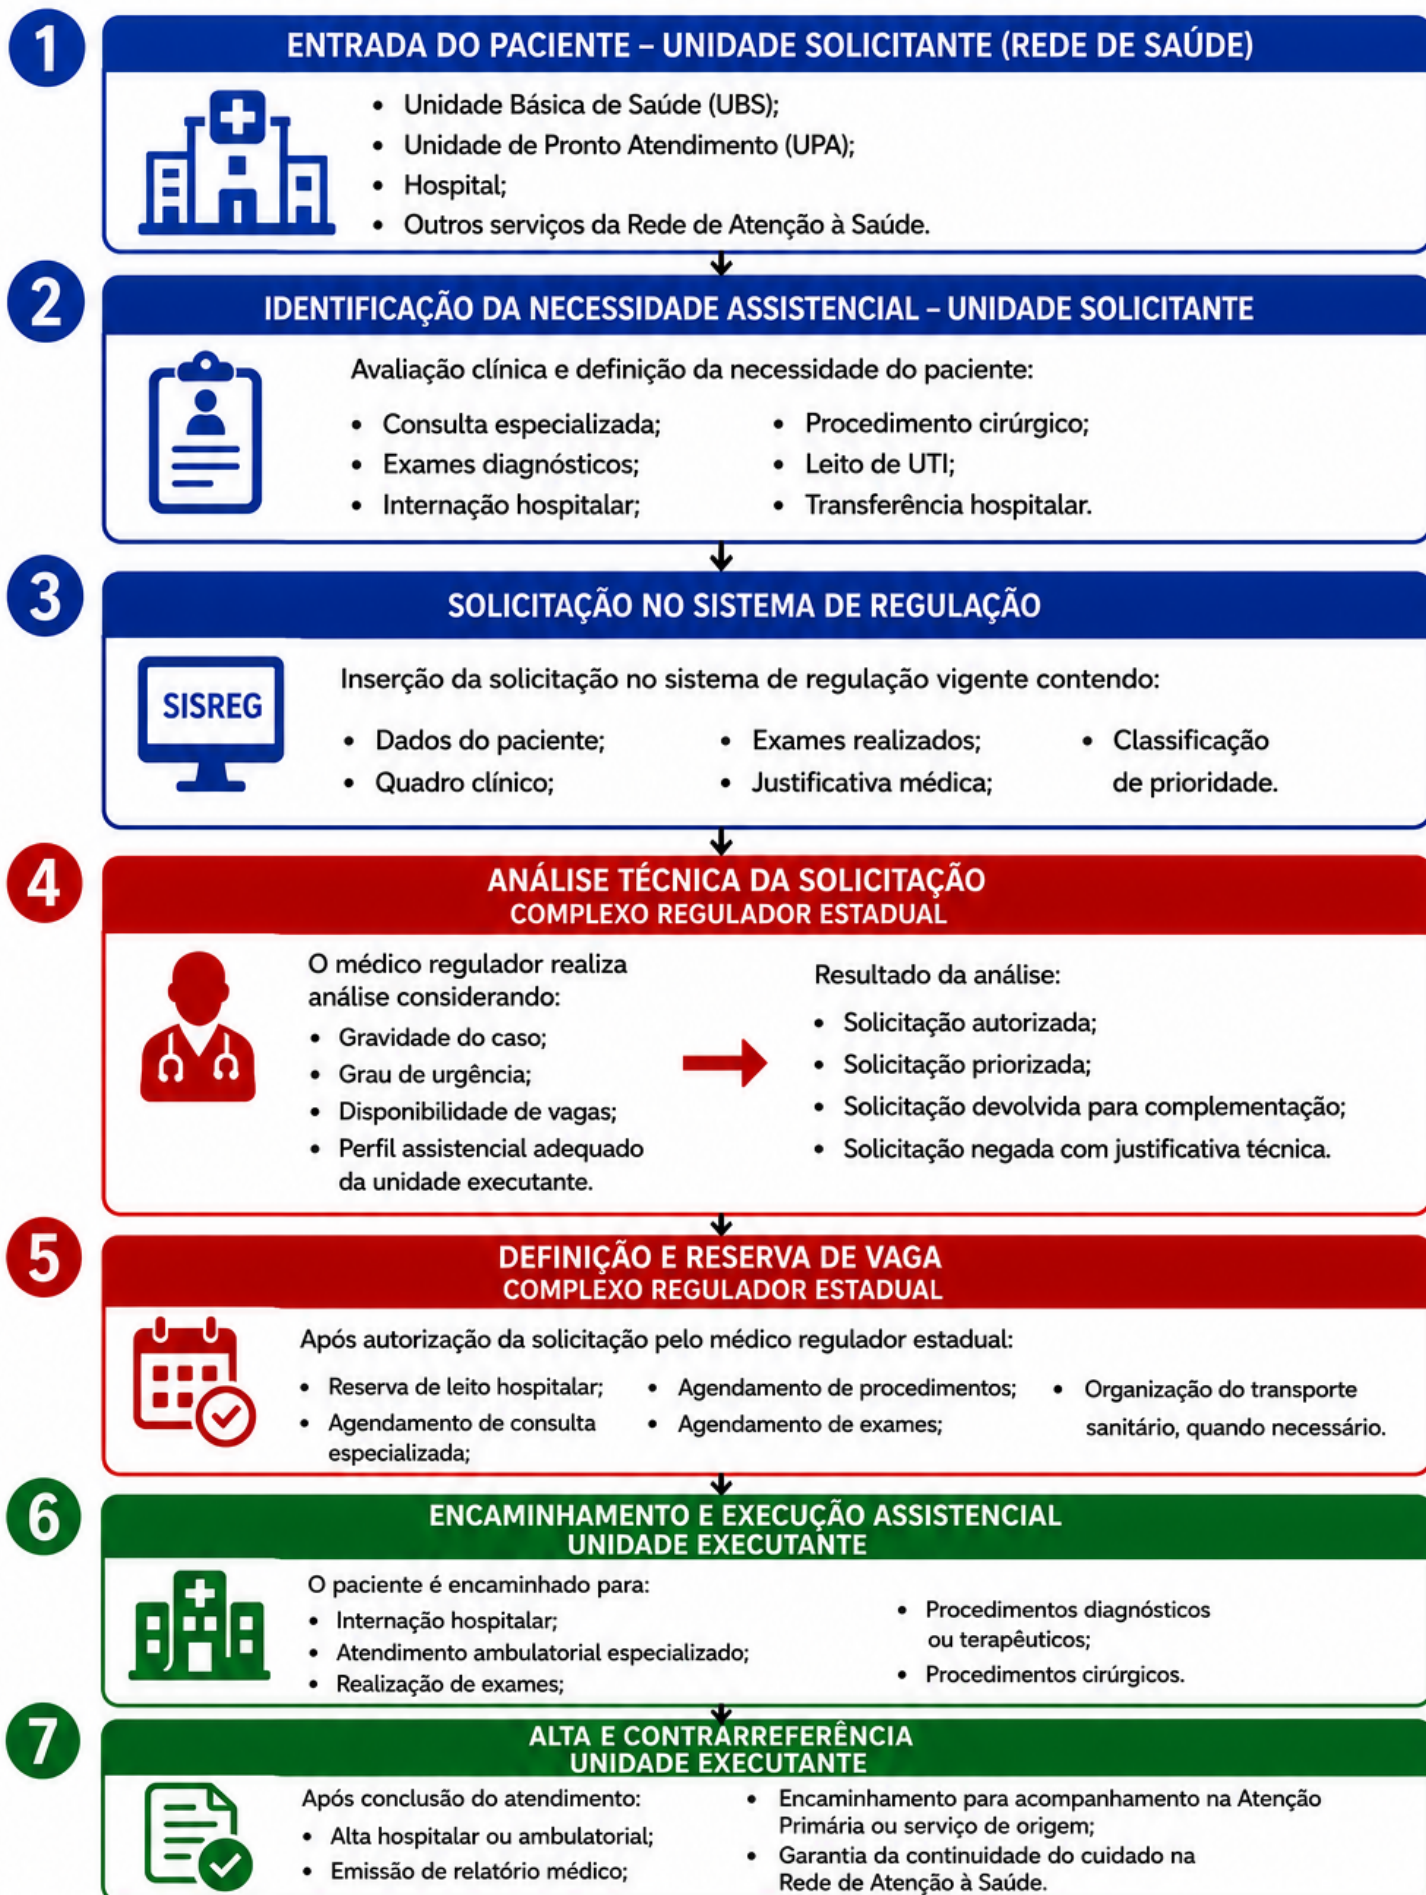 1
ENTRADA DO PACIENTE – UNIDADE SOLICITANTE (REDE DE SAÚDE)
• Unidade Básica de Saúde (UBS);
• Unidade de Pronto Atendimento (UPA);
• Hospital;
• Outros serviços da Rede de Atenção à Saúde.
2
IDENTIFICAÇÃO DA NECESSIDADE ASSISTENCIAL – UNIDADE SOLICITANTE
Avaliação clínica e definição da necessidade do paciente:
• Consulta especializada;
• Exames diagnósticos;
• Internação hospitalar;
• Procedimento cirúrgico;
• Leito de UTI;
• Transferência hospitalar.
3
SOLICITAÇÃO NO SISTEMA DE REGULAÇÃO
SISREG
Inserção da solicitação no sistema de regulação vigente contendo:
• Dados do paciente;
• Quadro clínico;
• Exames realizados;
• Justificativa médica;
• Classificação
de prioridade.
4
ANÁLISE TÉCNICA DA SOLICITAÇÃO
COMPLEXO REGULADOR ESTADUAL
O médico regulador realiza
análise considerando:
• Gravidade do caso;
• Grau de urgência;
• Disponibilidade de vagas;
• Perfil assistencial adequado
da unidade executante.
Resultado da análise:
• Solicitação autorizada;
• Solicitação priorizada;
• Solicitação devolvida para complementação;
• Solicitação negada com justificativa técnica.
5
DEFINIÇÃO E RESERVA DE VAGA
COMPLEXO REGULADOR ESTADUAL
Após autorização da solicitação pelo médico regulador estadual:
• Reserva de leito hospitalar;
• Agendamento de consulta
especializada;
• Agendamento de procedimentos;
• Agendamento de exames;
• Organização do transporte
sanitário, quando necessário.
6
ENCAMINHAMENTO E EXECUÇÃO ASSISTENCIAL
UNIDADE EXECUTANTE
O paciente é encaminhado para:
• Internação hospitalar;
• Atendimento ambulatorial especializado;
• Realização de exames;
• Procedimentos diagnósticos
ou terapêuticos;
• Procedimentos cirúrgicos.
7
ALTA E CONTRARREFERÊNCIA
UNIDADE EXECUTANTE
Após conclusão do atendimento:
• Alta hospitalar ou ambulatorial;
• Emissão de relatório médico;
• Encaminhamento para acompanhamento na Atenção
Primária ou serviço de origem;
• Garantia da continuidade do cuidado na
Rede de Atenção à Saúde.